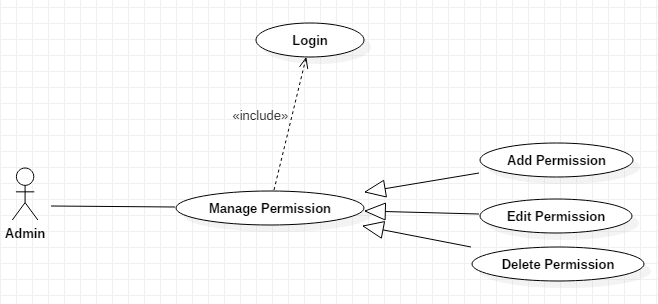 Login
«include»
Add Permission
Manage Permission
Edit Permission
Admin
Delete Permission